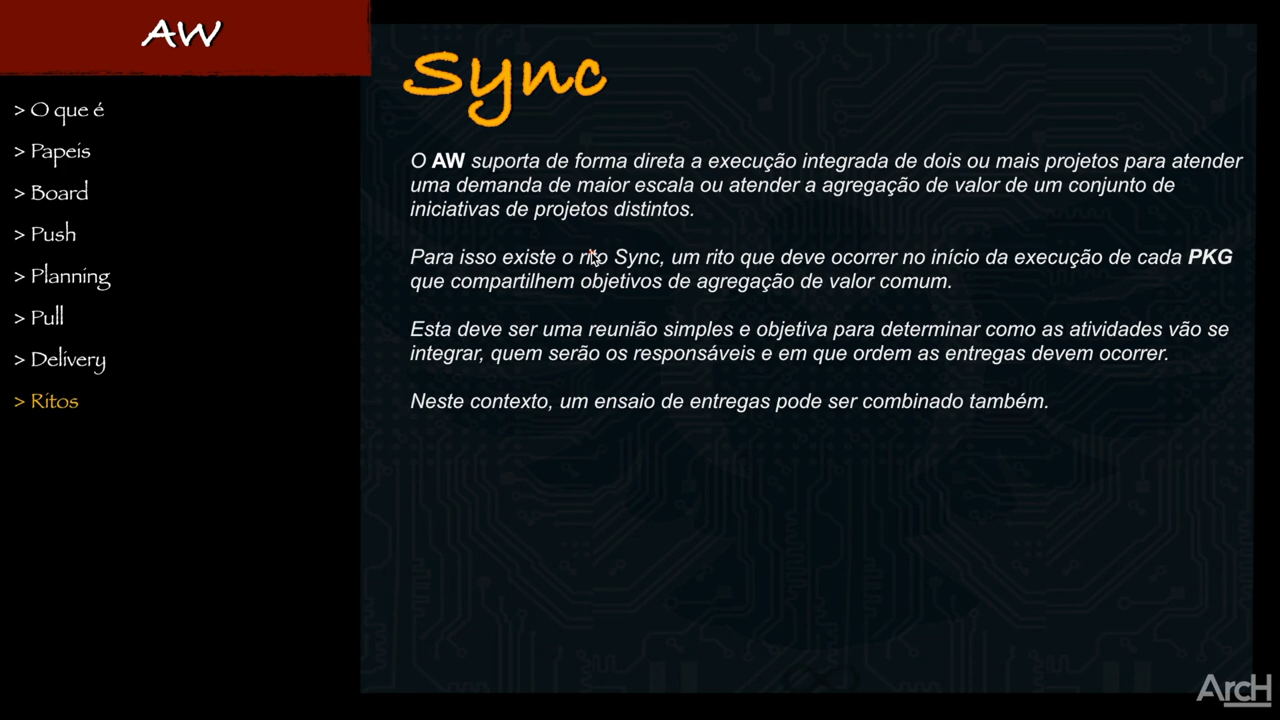 AW
> O que é
> Papeis
> Board
> Push
> Planning
> Pull
> Delivery
> Ritos
Sync
O AW suporta de forma direta a execução integrada de dois ou mais projetos para atender
uma demanda de maior escala ou atender a agregação de valor de um conjunto de
iniciativas de projetos distintos.
Para isso existe o rito Sync, um rito que deve ocorrer no início da execução de cada PKG
que compartilhem objetivos de agregação de valor comum.
Esta deve ser uma reunião simples e objetiva para determinar como as atividades vão se
integrar, quem serão os responsáveis e em que ordem as entregas devem ocorrer.
Neste contexto, um ensaio de entregas pode ser combinado também.
ArcH